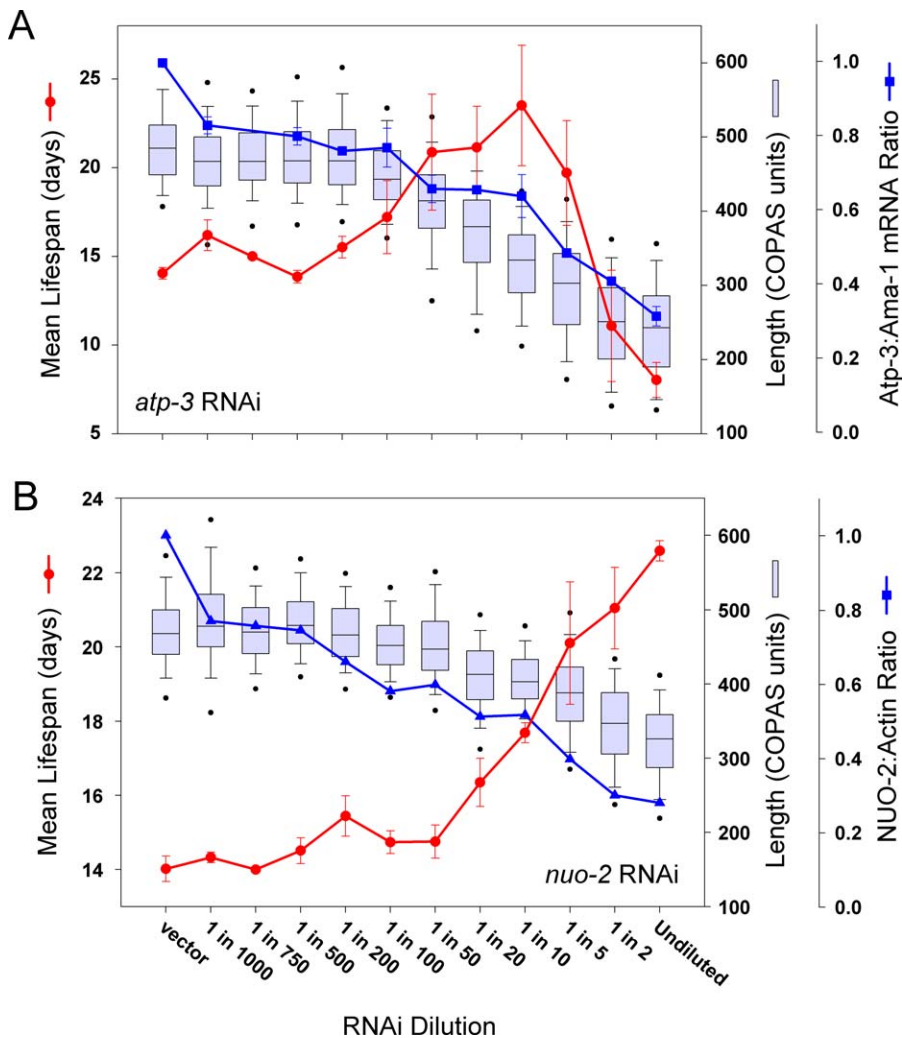 A
Mean Lifespan (days)
25
20
15
10
5
atp-3 RNAi
600
500
400
300
200
100
Length (COPAS units)
1.0
0.8
0.6
0.4
0.2
0.0
Atp-3:Ama-1 mRNA Ratio
B
Mean Lifespan (days)
24
22
20
18
16
14
nuo-2 RNAi
600
500
400
300
200
100
Length (COPAS units)
1.0
0.8
0.6
0.4
0.2
0.0
NUO-2:Actin Ratio
vector
1 in 1000
1 in 750
1 in 500
1 in 200
1 in 100
1 in 50
1 in 20
1 in 10
1 in 5
1 in 2
Undiluted
RNAi Dilution